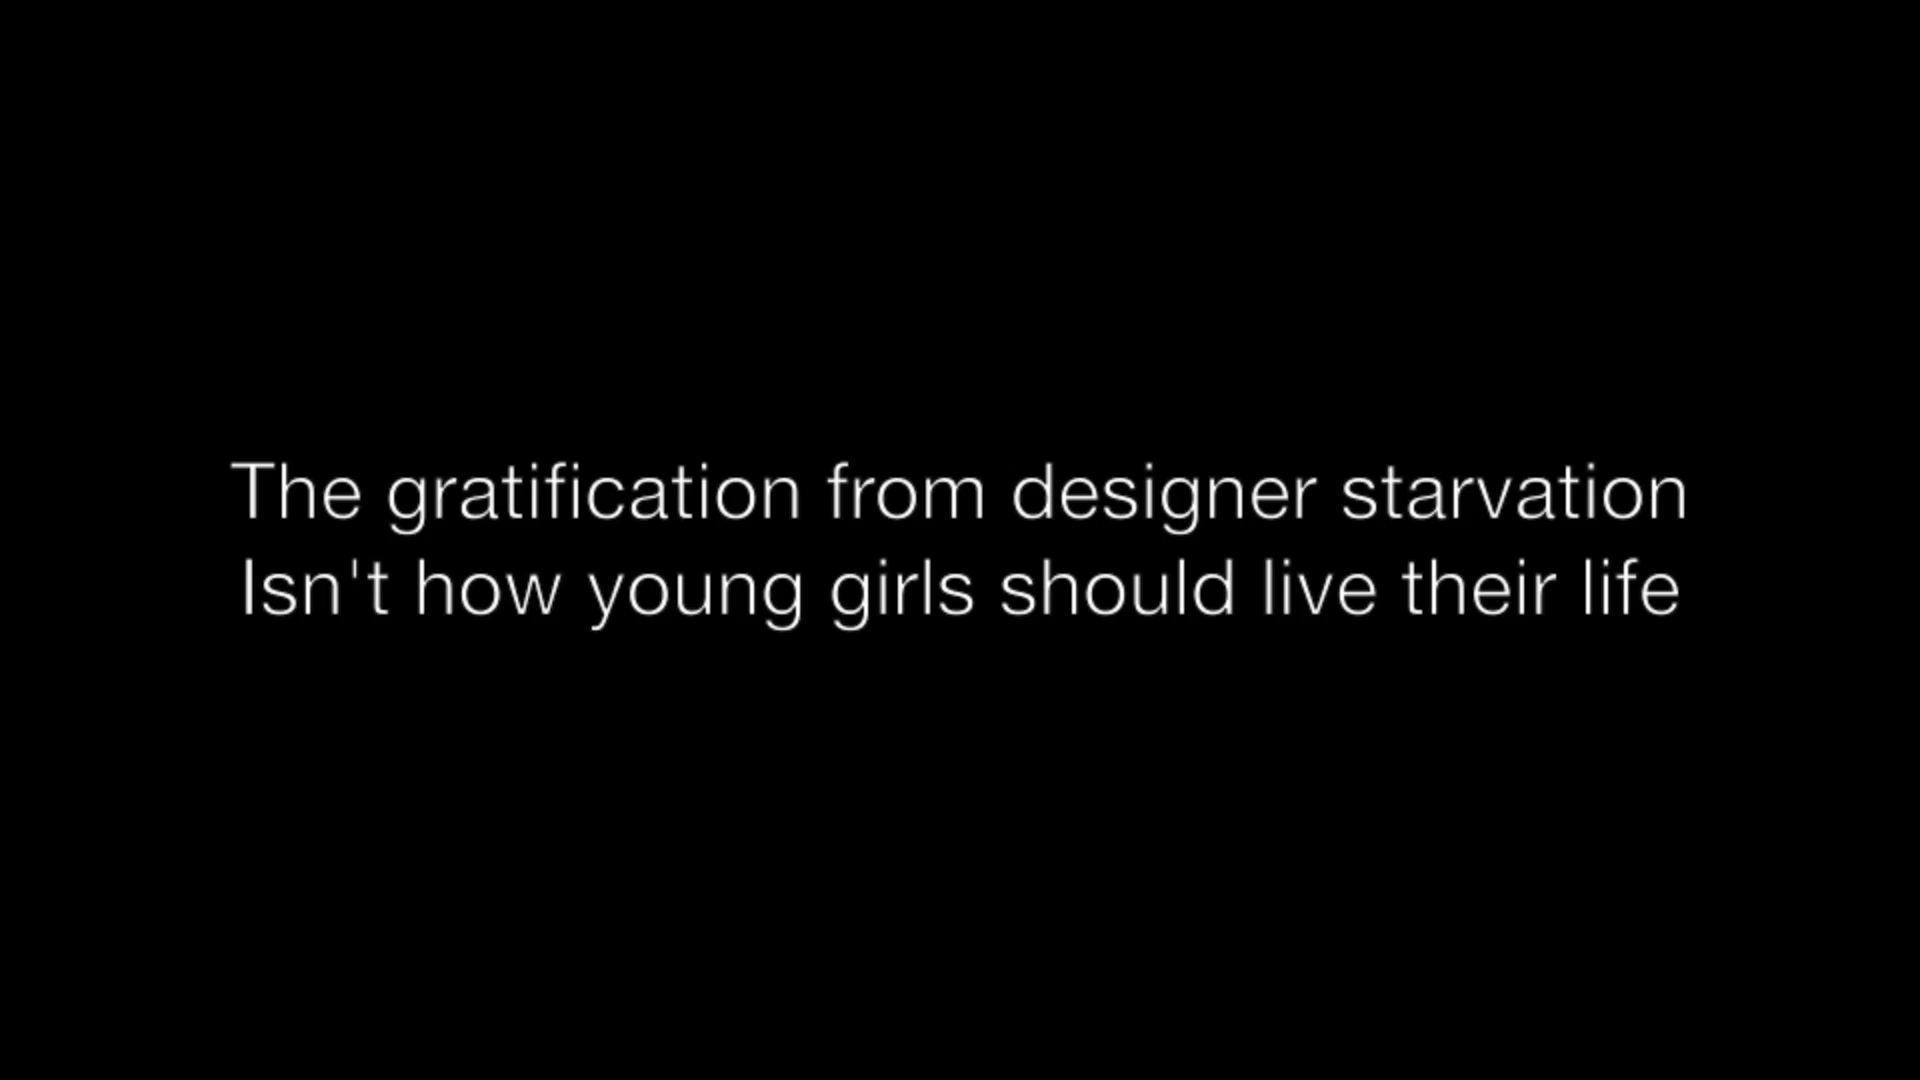 The gratification from designer starvation
Isn't how young girls should live their life